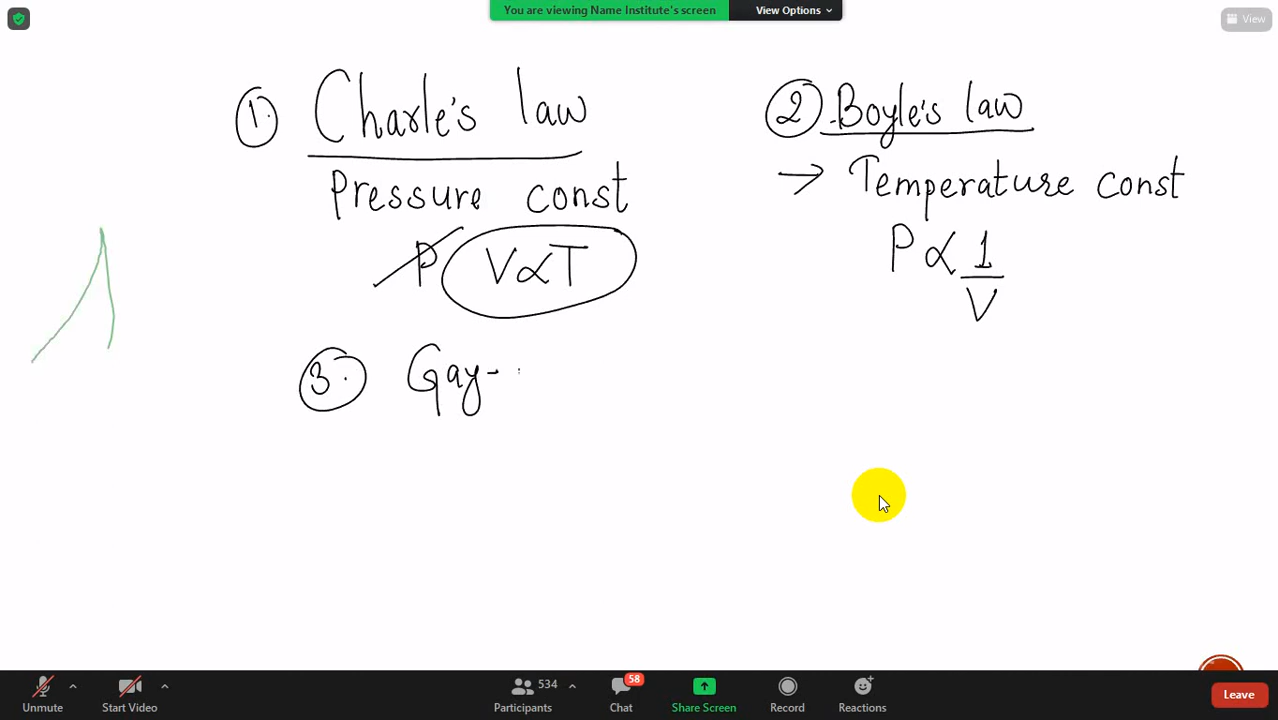 You are viewing Name Institute's screen
View Options
View
1. Charle's law
Pressure const
P V∝T
2 Boyle's law
→ Temperature const
P ∝ 1/V
3. Gay-
Unmute
Start Video
534
Participants
58
Chat
Share Screen
Record
Reactions
Leave